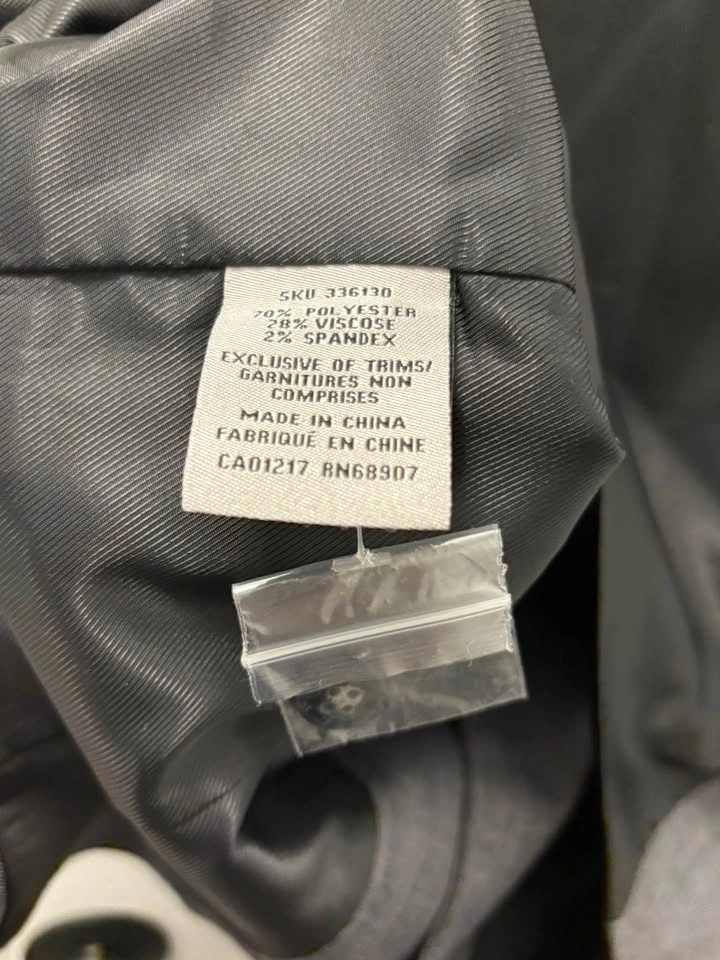 SKU 336130
70% POLYESTER
28% VISCOSE
2% SPANDEX
EXCLUSIVE OF TRIMS/
GARNITURES NON
COMPRISES
MADE IN CHINA
FABRIQUÉ EN CHINE
CA01217 RN68907